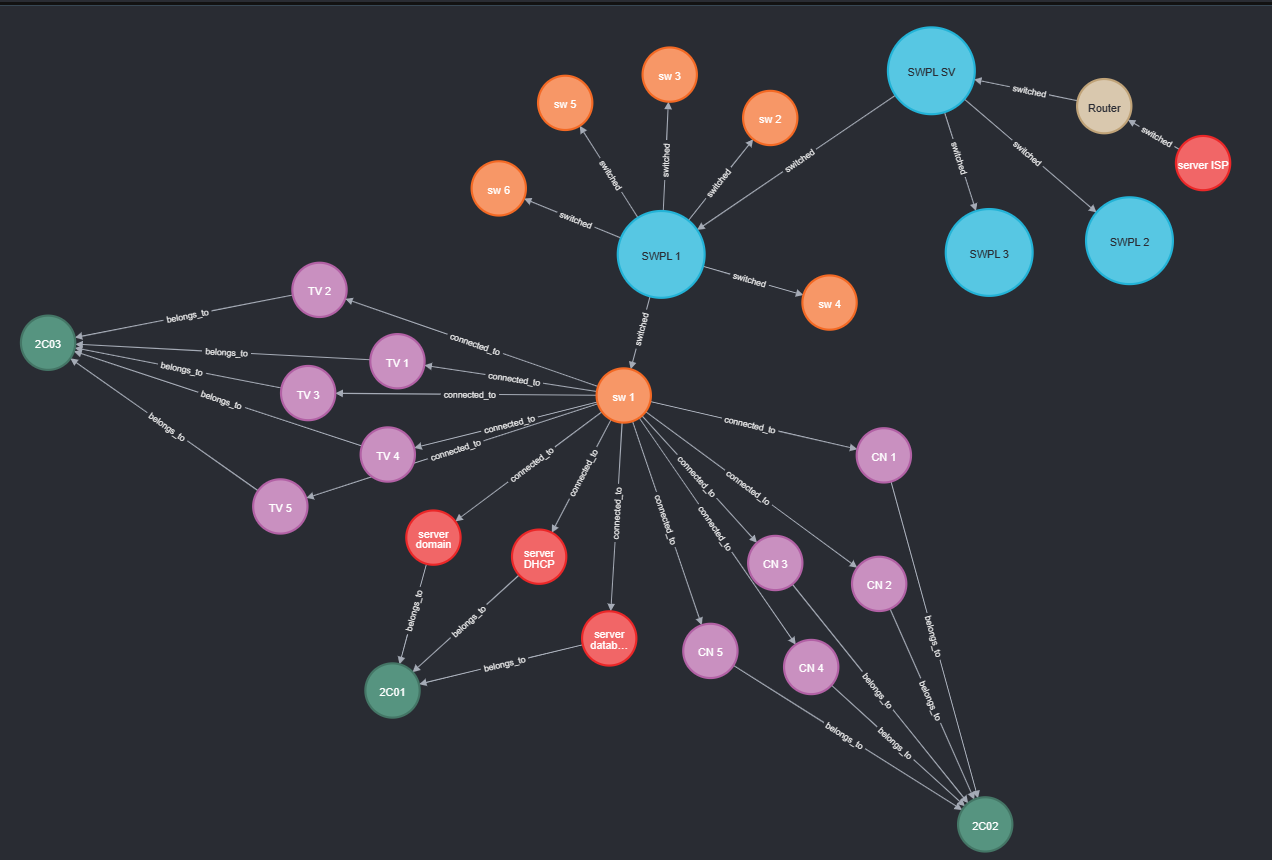 SWPL SV
switched
Router
switched
server ISP
sw 3
sw 5
sw 2
sw 6
switched
switched
switched
switched
switched
switched
switched
SWPL 1
SWPL 3
SWPL 2
switched
sw 4
switched
TV 2
belongs_to
2C03
connected_to
belongs_to
TV 1
connected_to
belongs_to
TV 3
connected_to
sw 1
belongs_to
connected_to
connected_to
TV 4
belongs_to
TV 5
connected_to
connected_to
connected_to
connected_to
connected_to
connected_to
connected_to
connected_to
CN 1
server
domain
server
DHCP
CN 3
CN 2
server
datab...
CN 5
CN 4
belongs_to
belongs_to
belongs_to
2C01
belongs_to
belongs_to
belongs_to
belongs_to
belongs_to
2C02